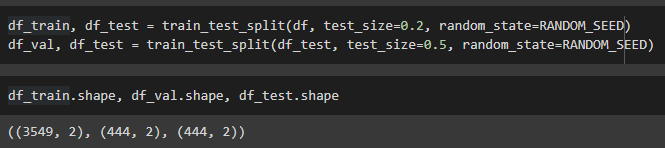 df_train, df_test = train_test_split(df, test_size=0.2, random_state=RANDOM_SEED)
df_val, df_test = train_test_split(df_test, test_size=0.5, random_state=RANDOM_SEED)
df_train.shape, df_val.shape, df_test.shape
((3549, 2), (444, 2), (444, 2))